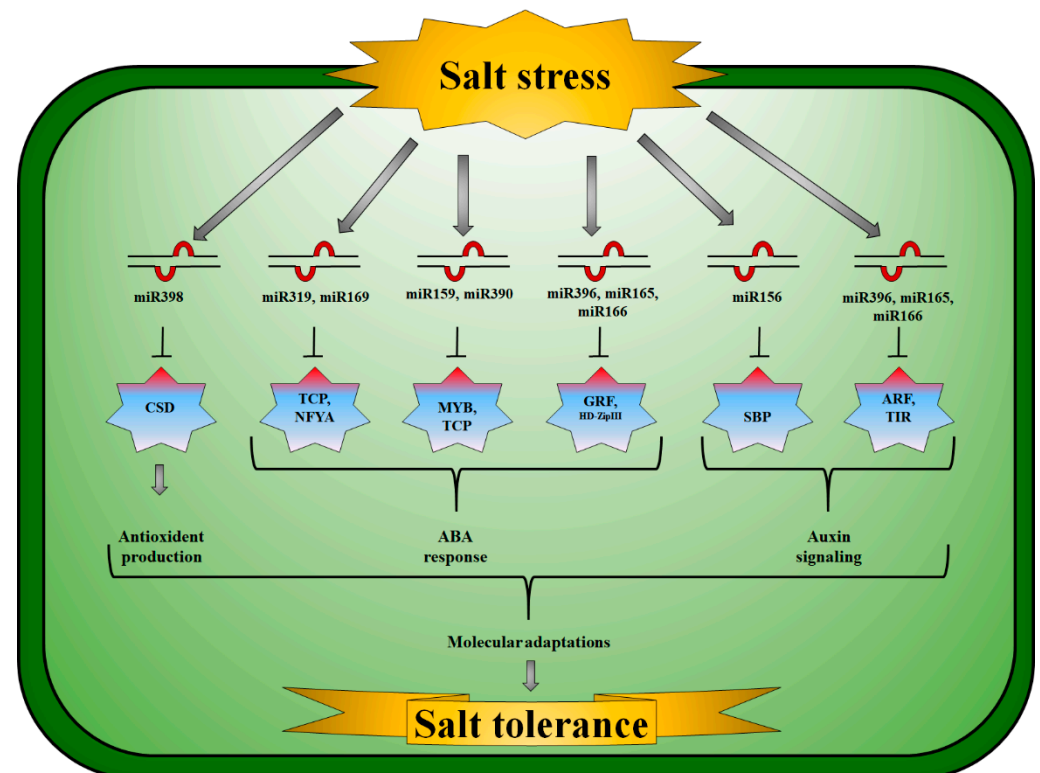 Salt stress
miR398
miR319, miR169
miR159, miR390
miR396, miR165,
miR166
miR156
miR396, miR165,
miR166
CSD
TCP,
NFYA
MYB,
TCP
GRF,
HD-ZipIII
SBP
ARF,
TIR
Antioxident
production
ABA
response
Auxin
signaling
Molecular adaptations
Salt tolerance